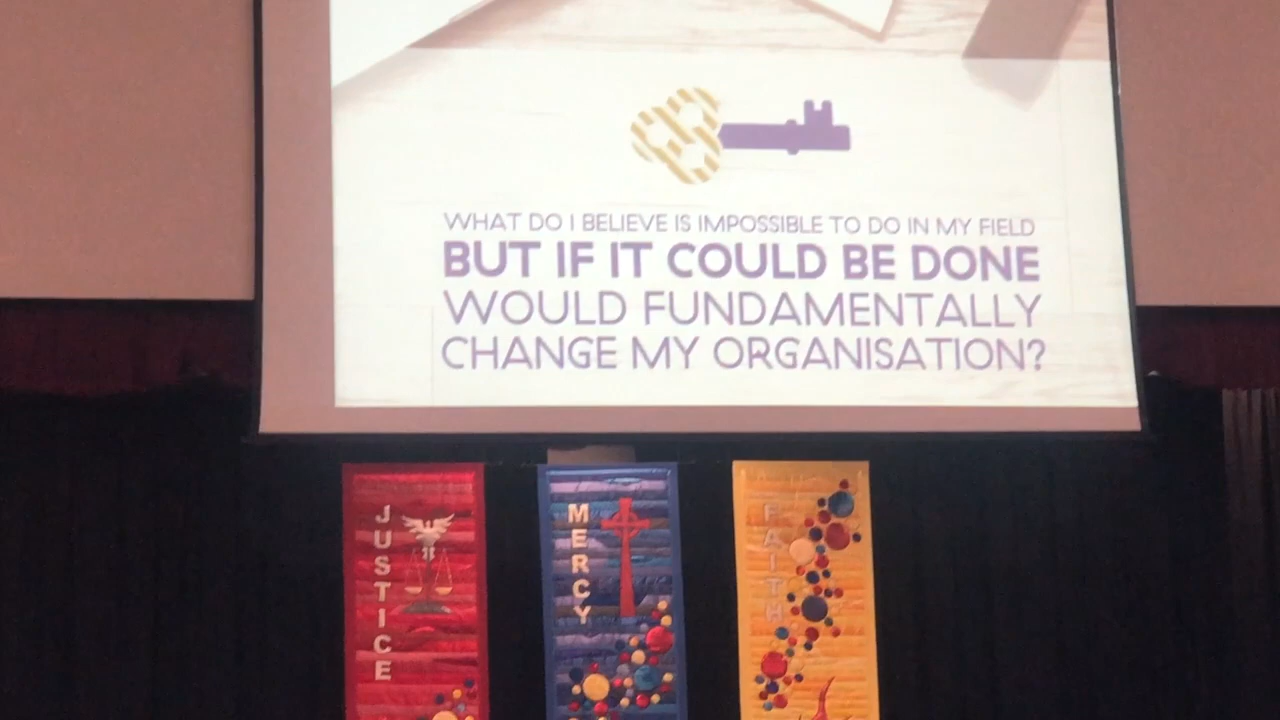 WHAT DO I BELIEVE IS IMPOSSIBLE TO DO IN MY FIELD
BUT IF IT COULD BE DONE
WOULD FUNDAMENTALLY
CHANGE MY ORGANISATION?
JUSTICE
MERCY
FAITH